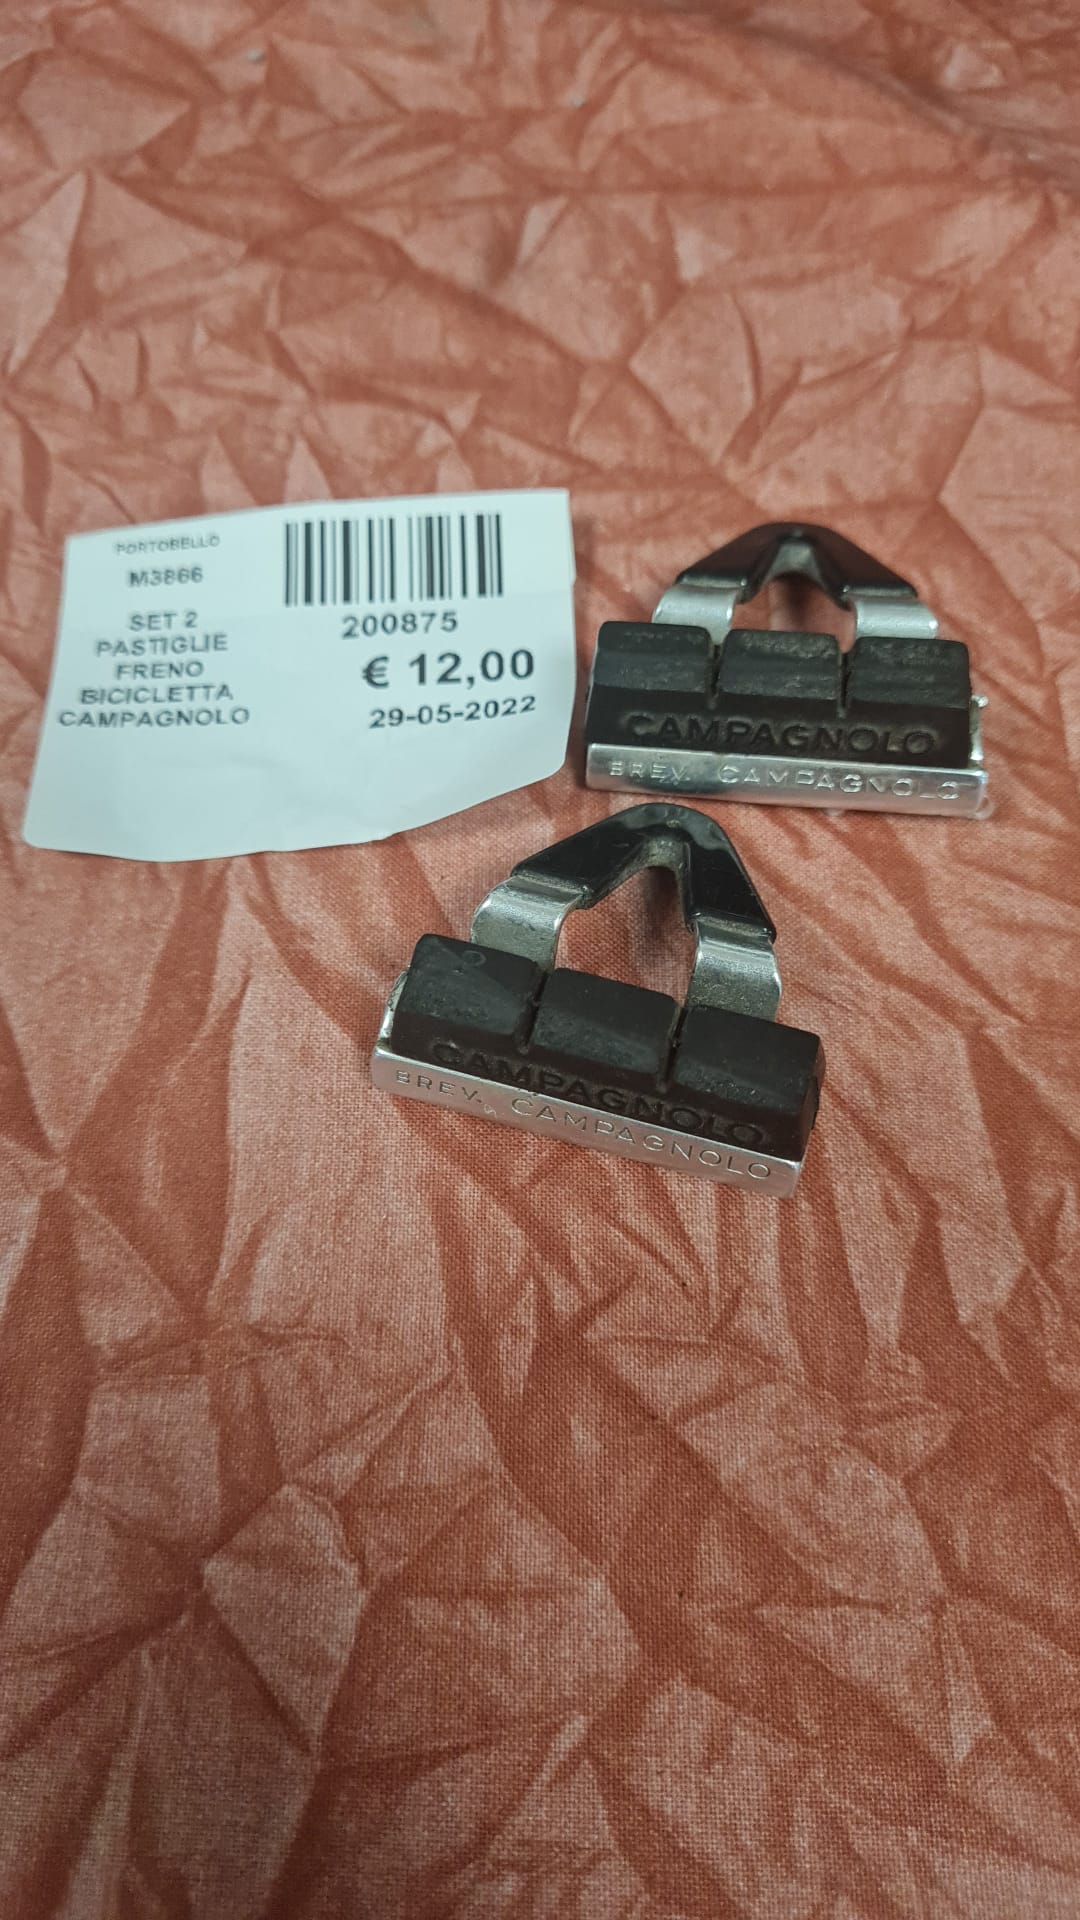 PORTOBELLO
M3866
SET 2
PASTIGLIE
FRENO
BICICLETTA
CAMPAGNOLO
200875
€ 12,00
29-05-2022
CAMPAGNOLO
BREV. CAMPAGNOLO
CAMPAGNOLO
BREV. CAMPAGNOLO